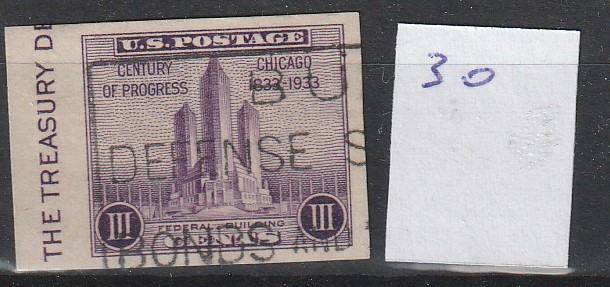 THE TREASURY DE
U.S. POSTAGE
CENTURY OF PROGRESS
CHICAGO 1833-1933
BU
DEFENSE S
FEDERAL BUILDING
III CENTS III
BONDS AND
30